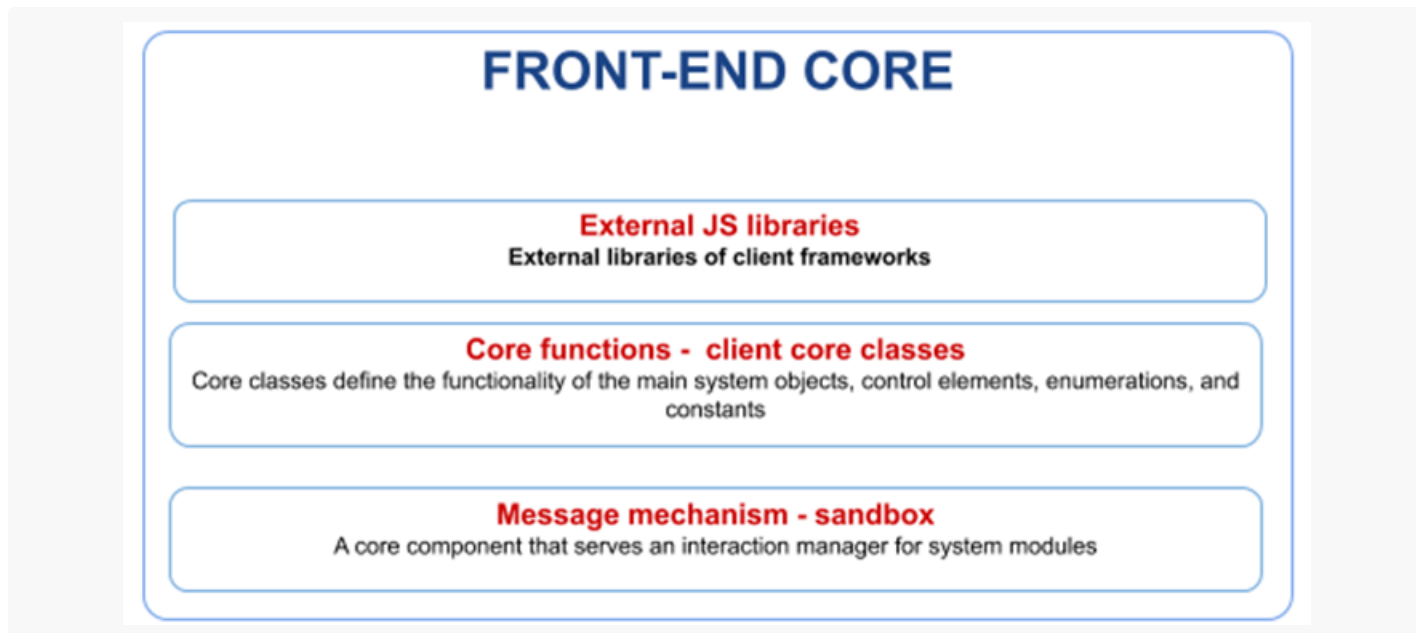 FRONT-END CORE
External JS libraries
External libraries of client frameworks
Core functions - client core classes
Core classes define the functionality of the main system objects, control elements, enumerations, and
constants
Message mechanism - sandbox
A core component that serves an interaction manager for system modules